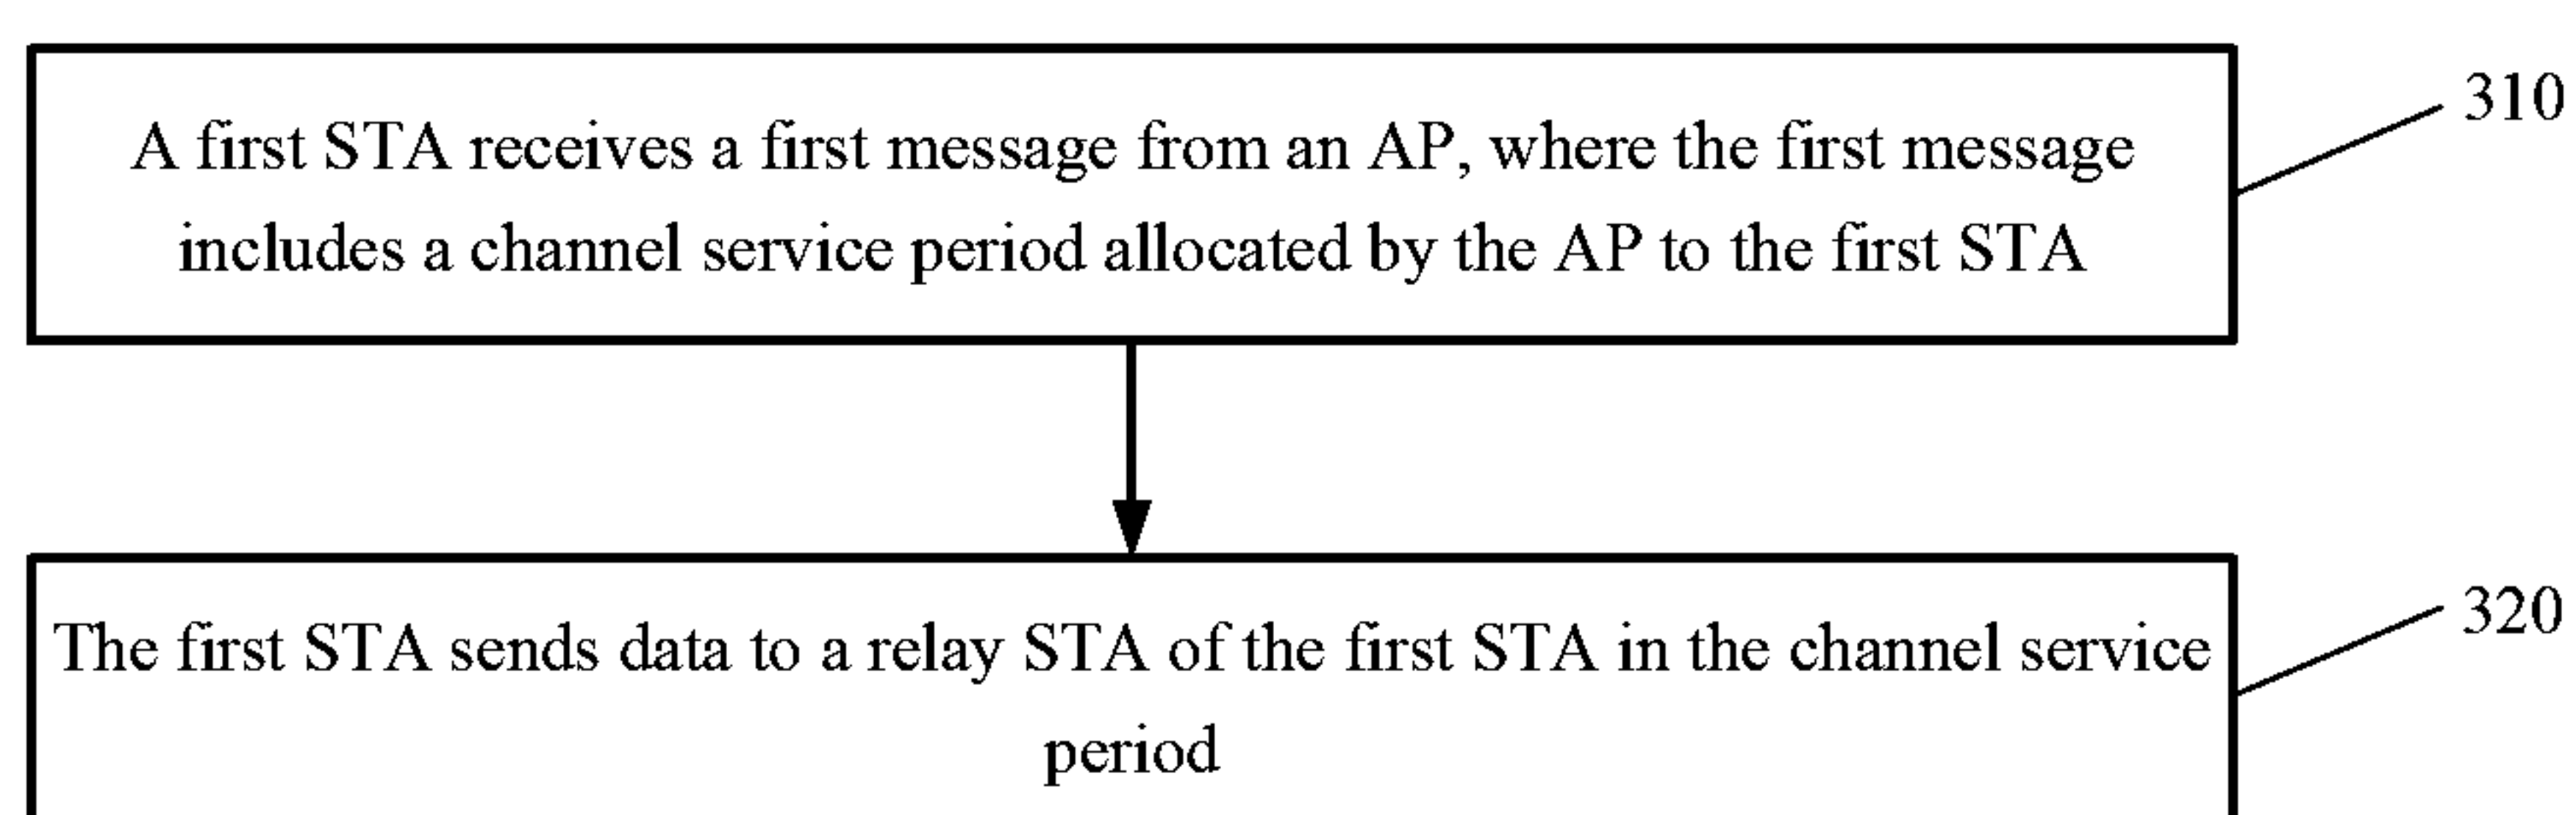 A first STA receives a first message from an AP, where the first message
includes a channel service period allocated by the AP to the first STA
310
The first STA sends data to a relay STA of the first STA in the channel service
period
320